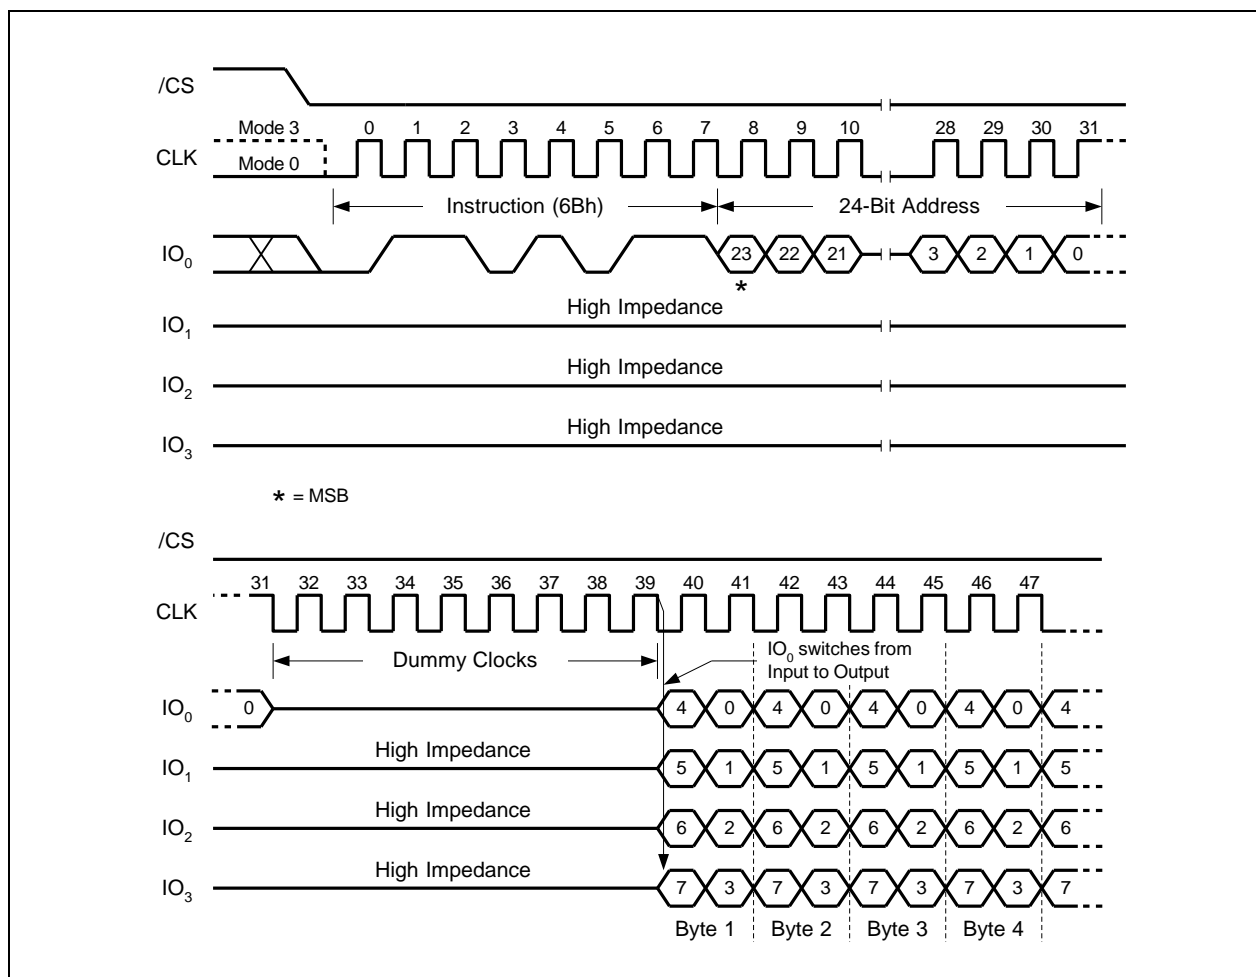 /CS
Mode 3 0 1 2 3 4 5 6 7 8 9 10 28 29 30 31
CLK
Mode 0
Instruction (6Bh) 24-Bit Address
IO0 23 22 21 3 2 1 0
*
High Impedance
IO1
High Impedance
IO2
High Impedance
IO3
* = MSB
/CS
31 32 33 34 35 36 37 38 39 40 41 42 43 44 45 46 47
CLK
IO0 switches from
Dummy Clocks
Input to Output
IO0 0 4 0 4 0 4 0 4 0 4
High Impedance
IO1 5 1 5 1 5 1 5 1 5
High Impedance
IO2 6 2 6 2 6 2 6 2 6
High Impedance
IO3 7 3 7 3 7 3 7 3 7
Byte 1 Byte 2 Byte 3 Byte 4